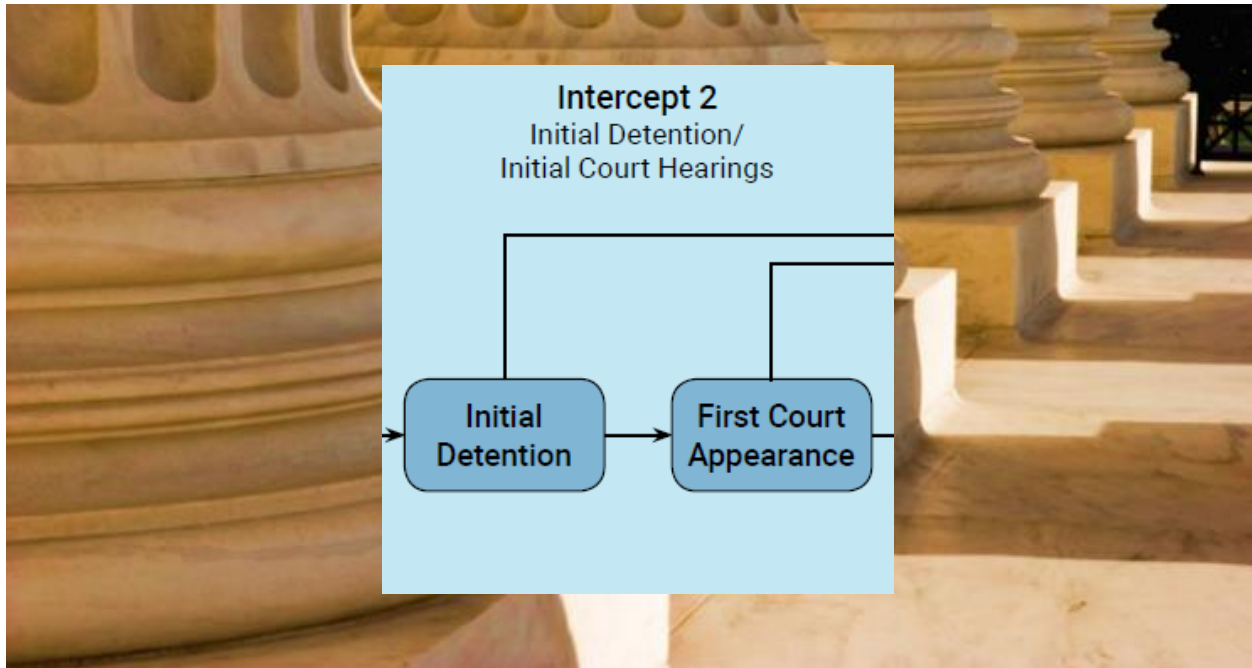 Intercept 2
Initial Detention/
Initial Court Hearings
Initial
Detention
First Court
Appearance